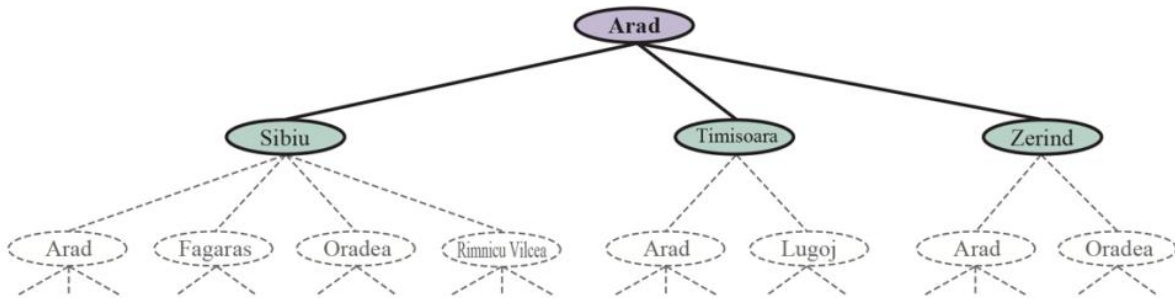 Arad
Sibiu
Timisoara
Zerind
Arad
Fagaras
Oradea
Rimnicu Vilcea
Arad
Lugoj
Arad
Oradea